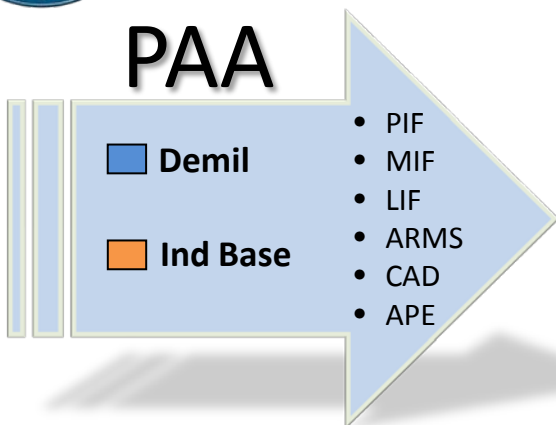 PAA
Demil
Ind Base
• PIF
• MIF
• LIF
• ARMS
• CAD
• APE